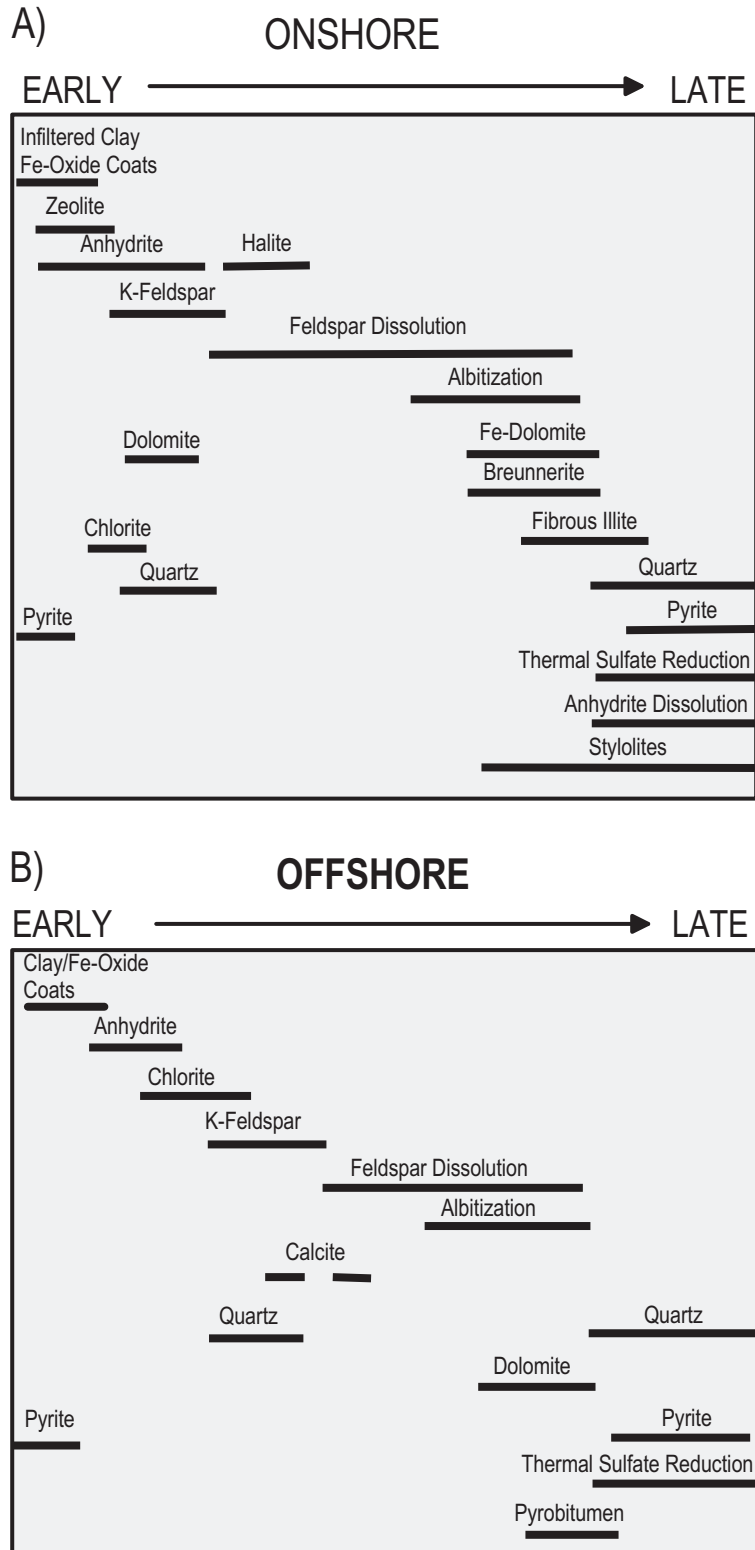 A)
ONSHORE
EARLY
LATE
Infiltered Clay
Fe-Oxide Coats
Zeolite
Anhydrite
Halite
K-Feldspar
Feldspar Dissolution
Albitization
Dolomite
Fe-Dolomite
Breunnerite
Chlorite
Fibrous Illite
Quartz
Quartz
Pyrite
Pyrite
Thermal Sulfate Reduction
Anhydrite Dissolution
Stylolites
B)
OFFSHORE
EARLY
LATE
Clay/Fe-Oxide
Coats
Anhydrite
Chlorite
K-Feldspar
Feldspar Dissolution
Albitization
Calcite
Quartz
Quartz
Dolomite
Pyrite
Pyrite
Thermal Sulfate Reduction
Pyrobitumen